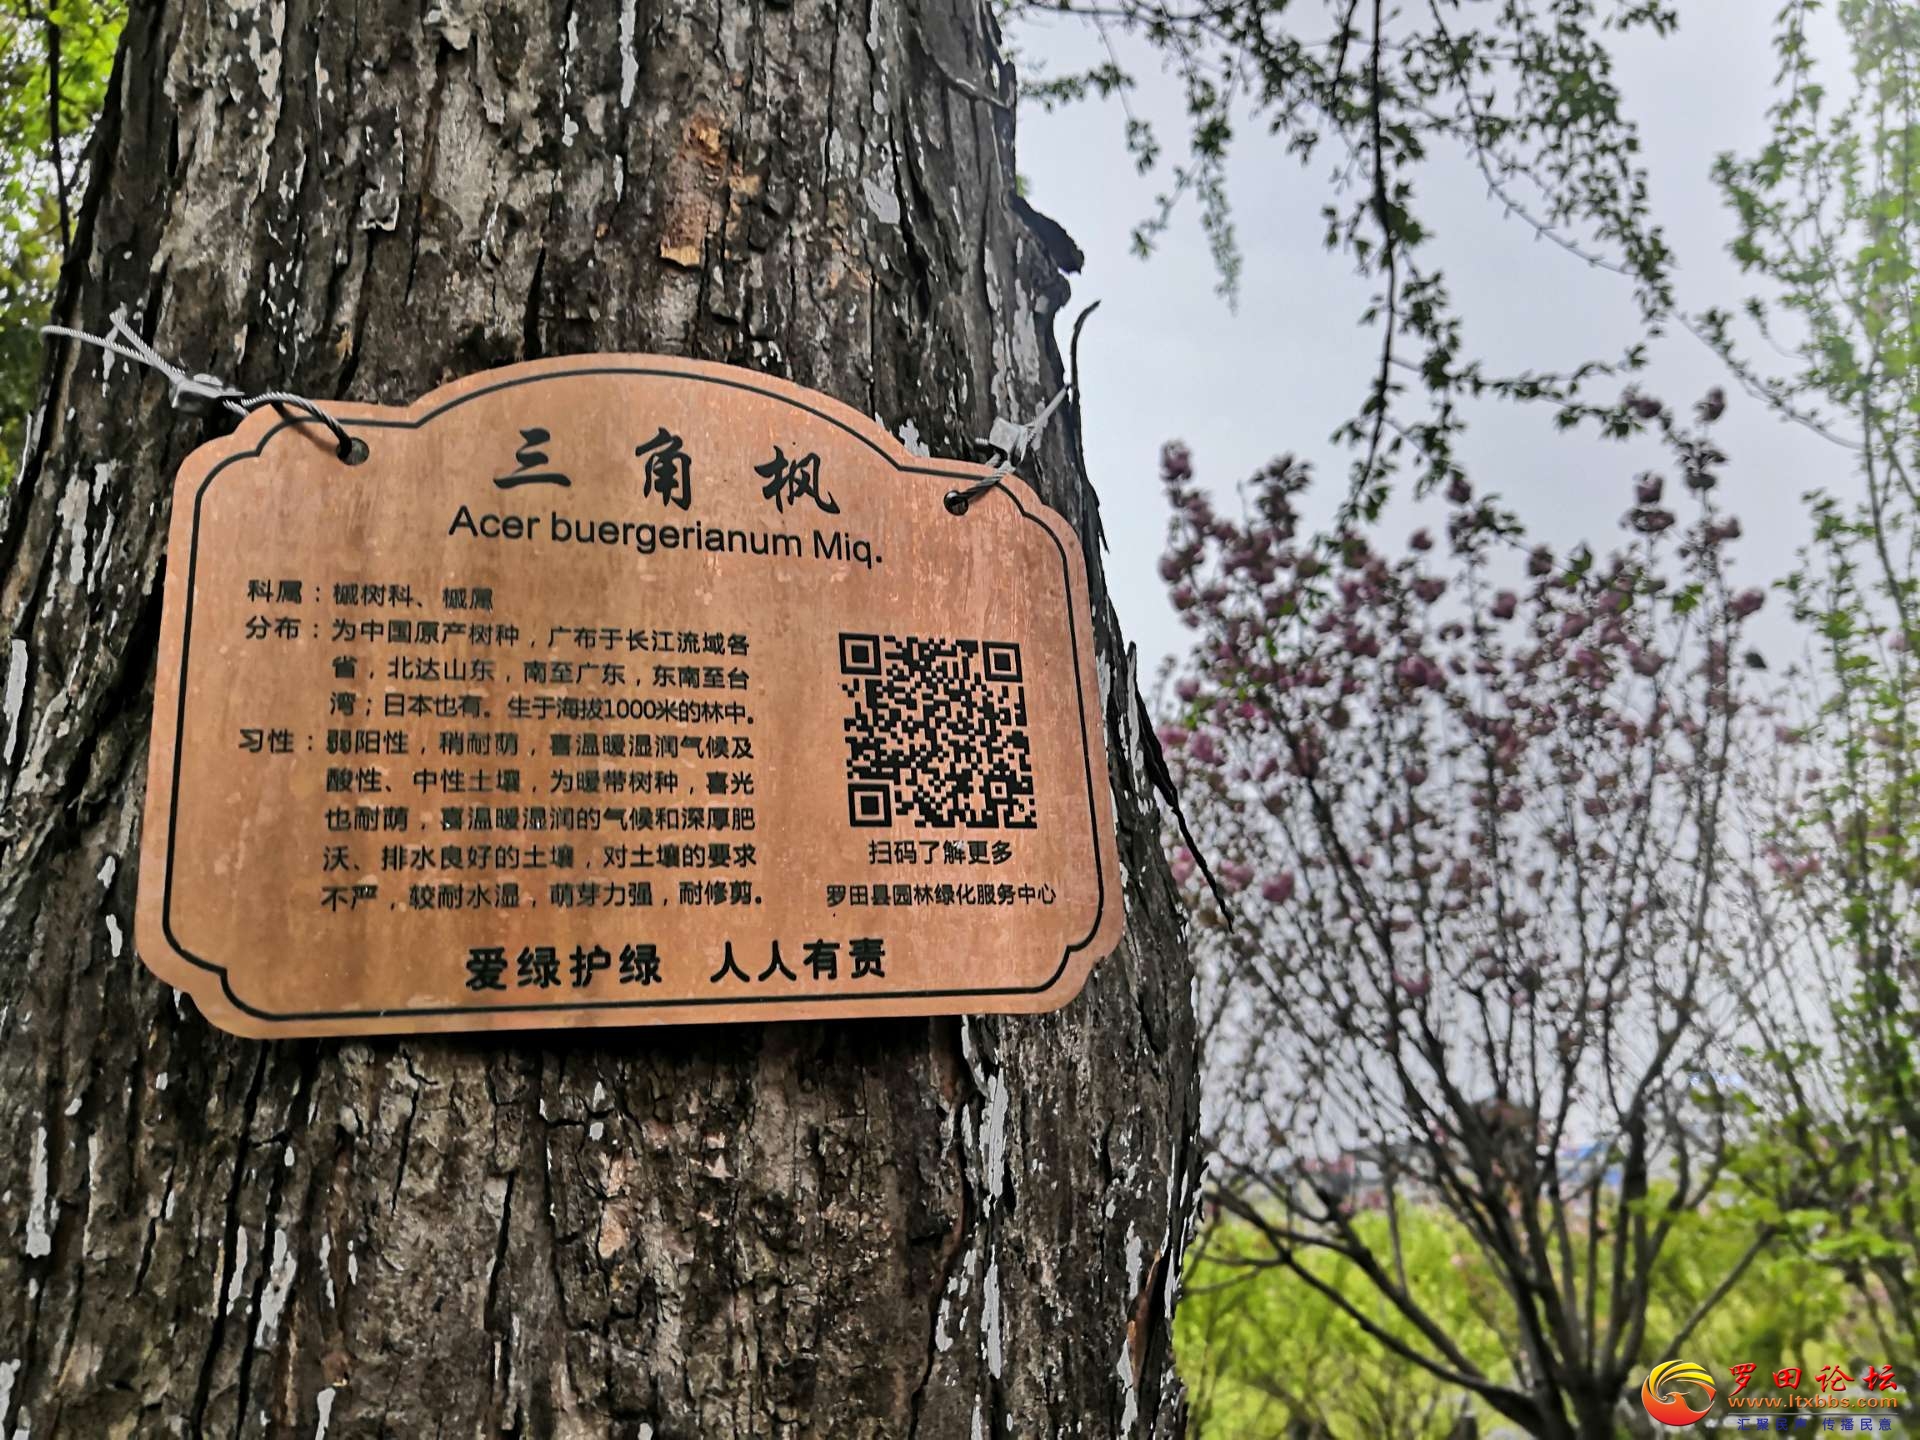 三角枫
Acer buergerianum Miq.
科属：槭树科、槭属
分布：为中国原产树种，广布于长江流域各
省，北达山东，南至广东，东南至台
湾；日本也有。生于海拔1000米的林中。
习性：弱阳性，稍耐荫，喜温暖湿润气候及
酸性、中性土壤，为暖带树种，喜光
也耐荫，喜温暖湿润的气候和深厚肥
沃、排水良好的土壤，对土壤的要求
不严，较耐水湿，萌芽力强，耐修剪。
扫码了解更多
罗田县园林绿化服务中心
爱绿护绿 人人有责
罗田论坛
www.ltxbbs.com
汇聚民声 传播民意